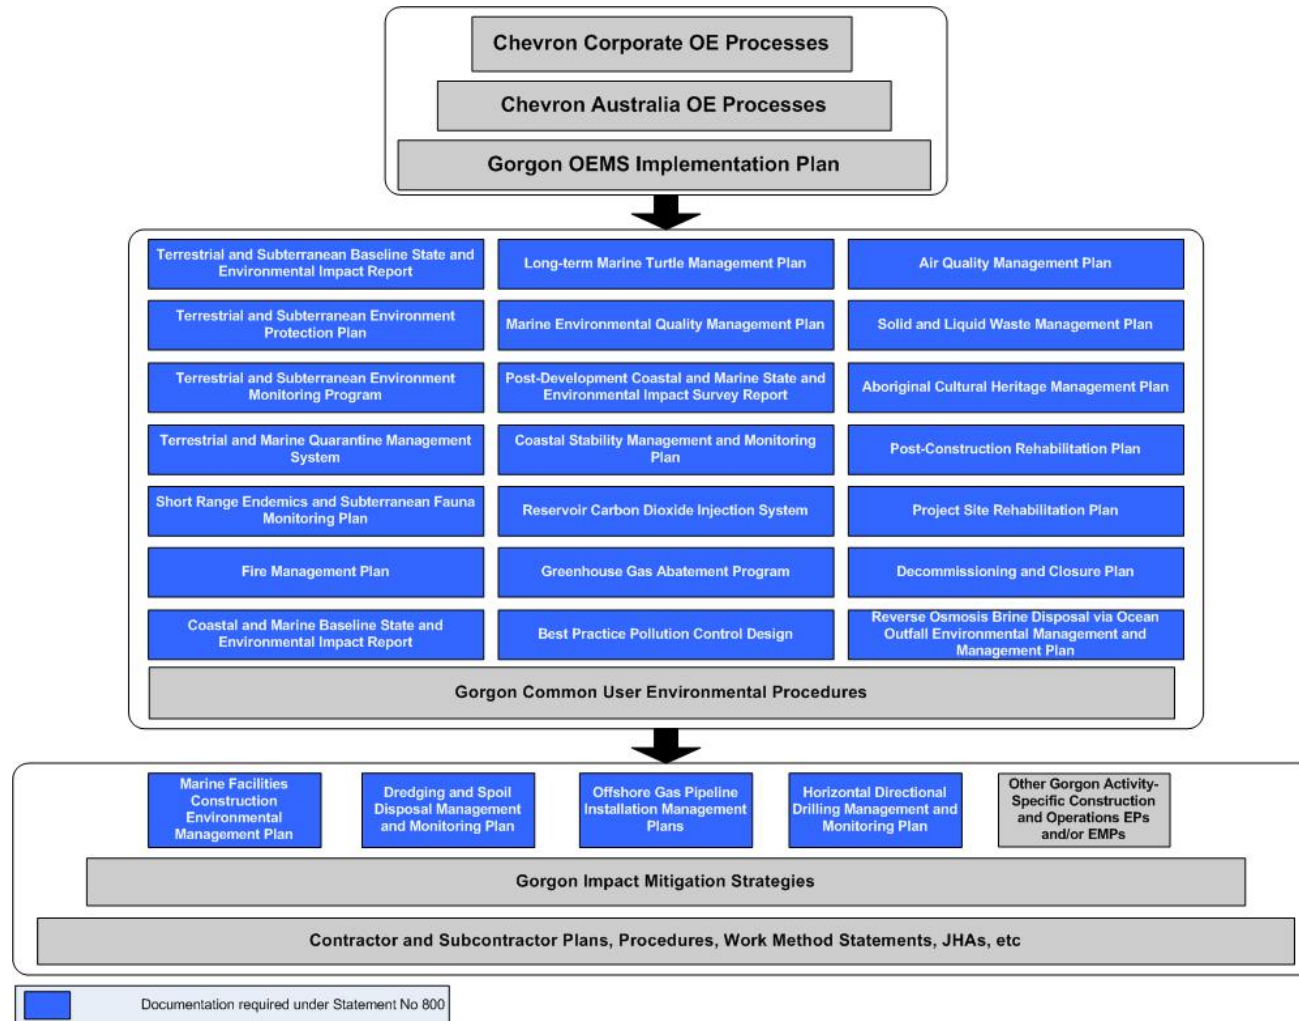 Chevron Corporate OE Processes
Chevron Australia OE Processes
Gorgon OEMS Implementation Plan
Terrestrial and Subterranean Baseline State and
Environmental Impact Report
Long-term Marine Turtle Management Plan
Air Quality Management Plan
Terrestrial and Subterranean Environment
Protection Plan
Marine Environmental Quality Management Plan
Solid and Liquid Waste Management Plan
Terrestrial and Subterranean Environment
Monitoring Program
Post-Development Coastal and Marine State and
Environmental Impact Survey Report
Aboriginal Cultural Heritage Management Plan
Terrestrial and Marine Quarantine Management
System
Coastal Stability Management and Monitoring
Plan
Post-Construction Rehabilitation Plan
Short Range Endemics and Subterranean Fauna
Monitoring Plan
Reservoir Carbon Dioxide Injection System
Project Site Rehabilitation Plan
Fire Management Plan
Greenhouse Gas Abatement Program
Decommissioning and Closure Plan
Coastal and Marine Baseline State and
Environmental Impact Report
Best Practice Pollution Control Design
Reverse Osmosis Brine Disposal via Ocean
Outfall Environmental Management and
Management Plan
Gorgon Common User Environmental Procedures
Marine Facilities
Construction
Environmental
Management Plan
Dredging and Spoil
Disposal Management
and Monitoring Plan
Offshore Gas Pipeline
Installation Management
Plans
Horizontal Directional
Drilling Management and
Monitoring Plan
Other Gorgon Activity-
Specific Construction
and Operations EPs
and/or EMPs
Gorgon Impact Mitigation Strategies
Contractor and Subcontractor Plans, Procedures, Work Method Statements, JHAs, etc
Documentation required under Statement No 800